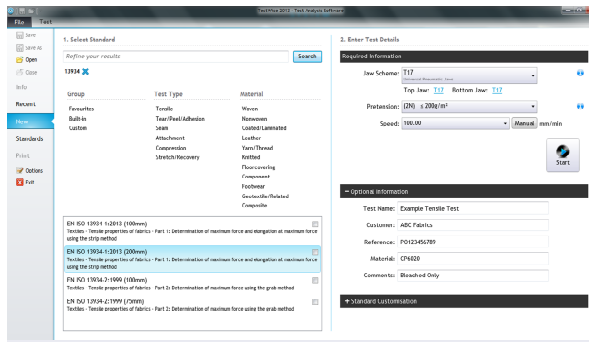 TestWise 2013 - Test Analysis Software
File Test
Save
Save as
Open
Close
Info
Recent
New
Standards
Print
Options
Exit
1. Select Standard
Refine your results
Search
13934
Group Test Type Material
Favourites Tensile Woven
Built-in Tear/Peel/Adhesion Nonwoven
Custom Seam Coated/Laminated
Attachment Leather
Compression Yarn/Thread
Stretch/Recovery Knitted
Floorcovering
Component
Footwear
Geotextile/Related
Composite
EN ISO 13934-1:2013 (100mm)
Textiles - Tensile properties of fabrics - Part 1: Determination of maximum force and elongation at maximum force
using the strip method
EN ISO 13934-1:2013 (200mm)
Textiles - Tensile properties of fabrics - Part 1: Determination of maximum force and elongation at maximum force
using the strip method
EN ISO 13934-2:1999 (100mm)
Textiles - Tensile properties of fabrics - Part 2: Determination of maximum force using the grab method
EN ISO 13934-2:1999 (75mm)
Textiles - Tensile properties of fabrics - Part 2: Determination of maximum force using the grab method
2. Enter Test Details
Required Information
Jaw Scheme: T17
Top Jaw: T17 Bottom Jaw: T17
Pretension: (2N) ≤ 200g/m²
Speed: 100.00 Manual mm/min
Start
Optional Information
Test Name: Example Tensile Test
Customer: ABC Fabrics
Reference: PO123456789
Material: CP6020
Comments: Bleached Only
Standard Customisation